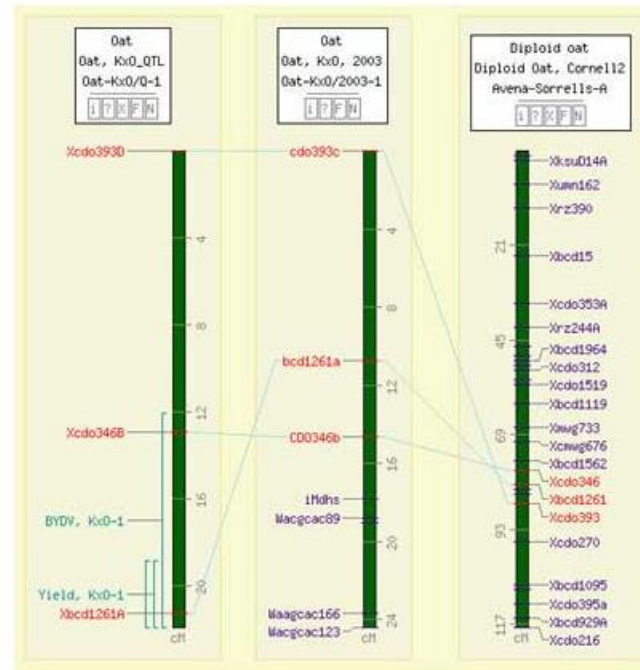 Oat
Oat, KxO_QTL
Oat-KxO/Q-1
i ? X F N
Xcdo393D
4
8
12
Xcdo346B
16
BYDV, KxO-1
20
Yield, KxO-1
Xbcd1261A
cM
Oat
Oat, KxO, 2003
Oat-KxO/2003-1
i ? X F N
cdo393c
4
8
bcd1261a
12
CDO346b
16
iMdhs
Wacgcac89
20
Waagcac166
24
Wacgcac123
cM
Diploid oat
Diploid Oat, Cornell2
Avena-Sorrells-A
i ? X F N
XksuD14A
Xumn162
Xrz390
21
Xbcd15
Xcdo353A
Xrz244A
45
Xbcd1964
Xcdo312
Xcdo1519
Xbcd1119
Xmwg733
69
Xcmwg676
Xbcd1562
Xcdo346
Xbcd1261
Xcdo393
93
Xcdo270
Xbcd1095
Xcdo395a
Xbcd929A
117
Xcdo216
cM